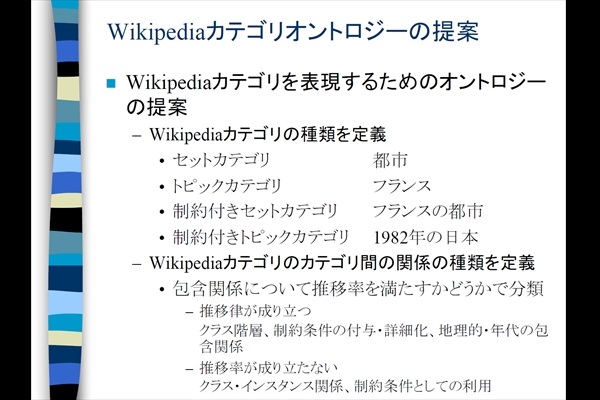 Wikipediaカテゴリオントロジーの提案
■ Wikipediaカテゴリを表現するためのオントロジー
の提案
– Wikipediaカテゴリの種類を定義
• セットカテゴリ 都市
• トピックカテゴリ フランス
• 制約付きセットカテゴリ フランスの都市
• 制約付きトピックカテゴリ 1982年の日本
– Wikipediaカテゴリのカテゴリ間の関係の種類を定義
• 包含関係について推移率を満たすかどうかで分類
– 推移律が成り立つ
クラス階層、制約条件の付与・詳細化、地理的・年代の包
含関係
– 推移率が成り立たない
クラス・インスタンス関係、制約条件としての利用